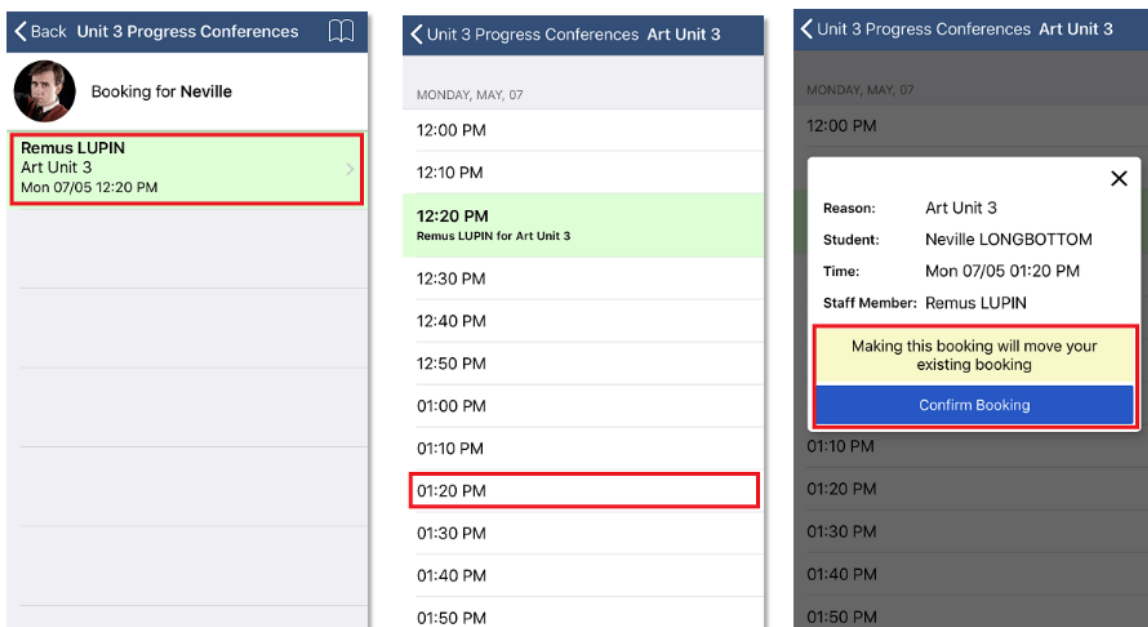 Back Unit 3 Progress Conferences
Booking for Neville
Remus LUPIN
Art Unit 3
Mon 07/05 12:20 PM
Unit 3 Progress Conferences Art Unit 3
MONDAY, MAY, 07
12:00 PM
12:10 PM
12:20 PM
Remus LUPIN for Art Unit 3
12:30 PM
12:40 PM
12:50 PM
01:00 PM
01:10 PM
01:20 PM
01:30 PM
01:40 PM
01:50 PM
Unit 3 Progress Conferences Art Unit 3
MONDAY, MAY, 07
12:00 PM
Reason: Art Unit 3
Student: Neville LONGBOTTOM
Time: Mon 07/05 01:20 PM
Staff Member: Remus LUPIN
Making this booking will move your
existing booking
Confirm Booking
01:10 PM
01:20 PM
01:30 PM
01:40 PM
01:50 PM